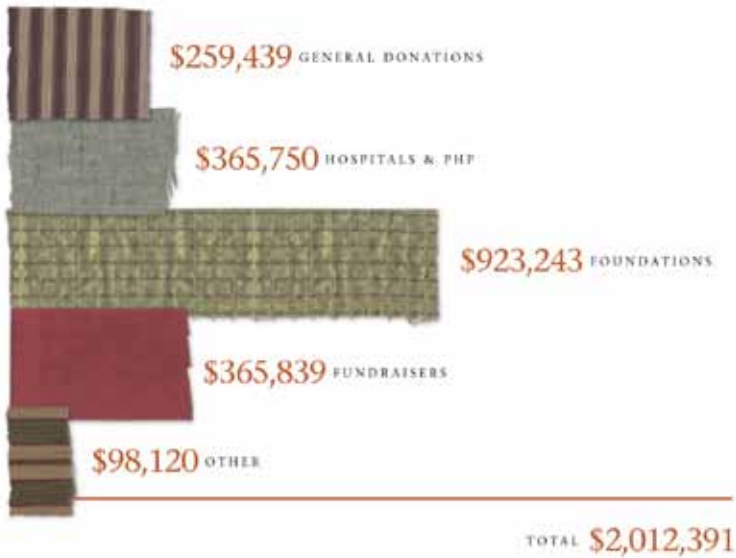 $259,439 GENERAL DONATIONS
$365,750 HOSPITALS & PHP
$923,243 FOUNDATIONS
$365,839 FUNDRAISERS
$98,120 OTHER
TOTAL $2,012,391